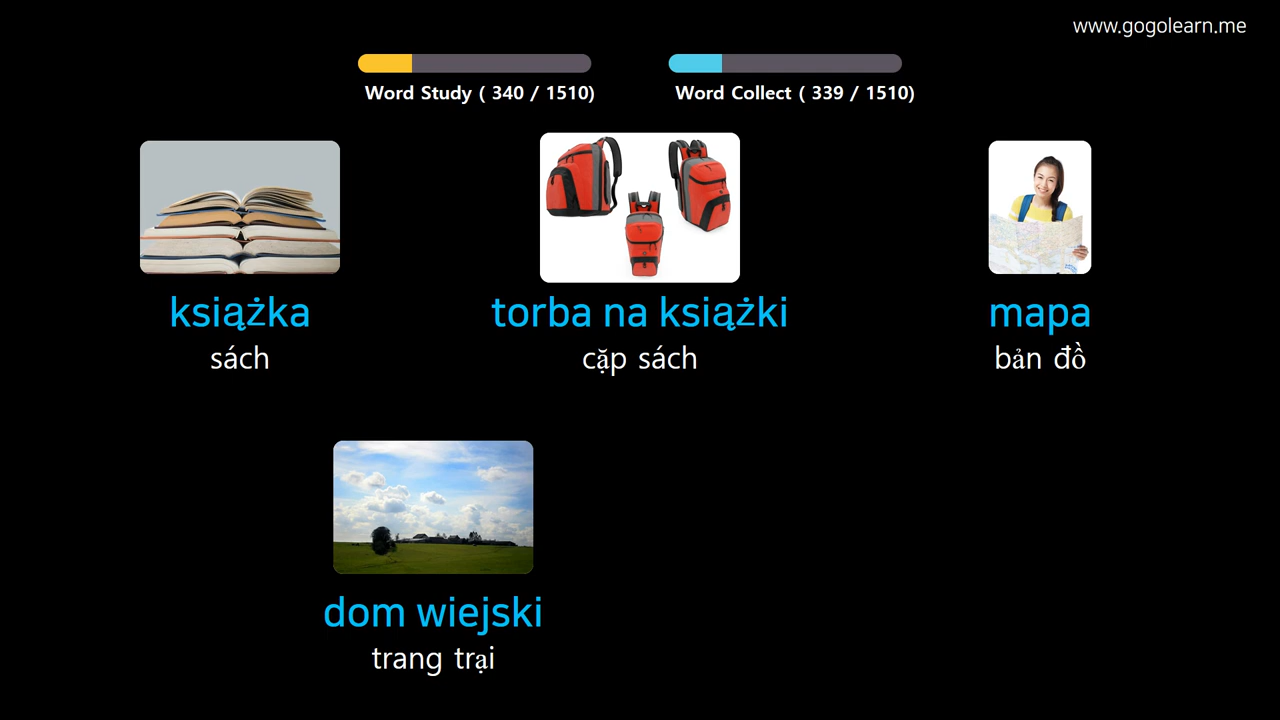 www.gogolearn.me
Word Study ( 340 / 1510)
Word Collect ( 339 / 1510)
książka
sách
torba na książki
cặp sách
mapa
bản đồ
dom wiejski
trang trại